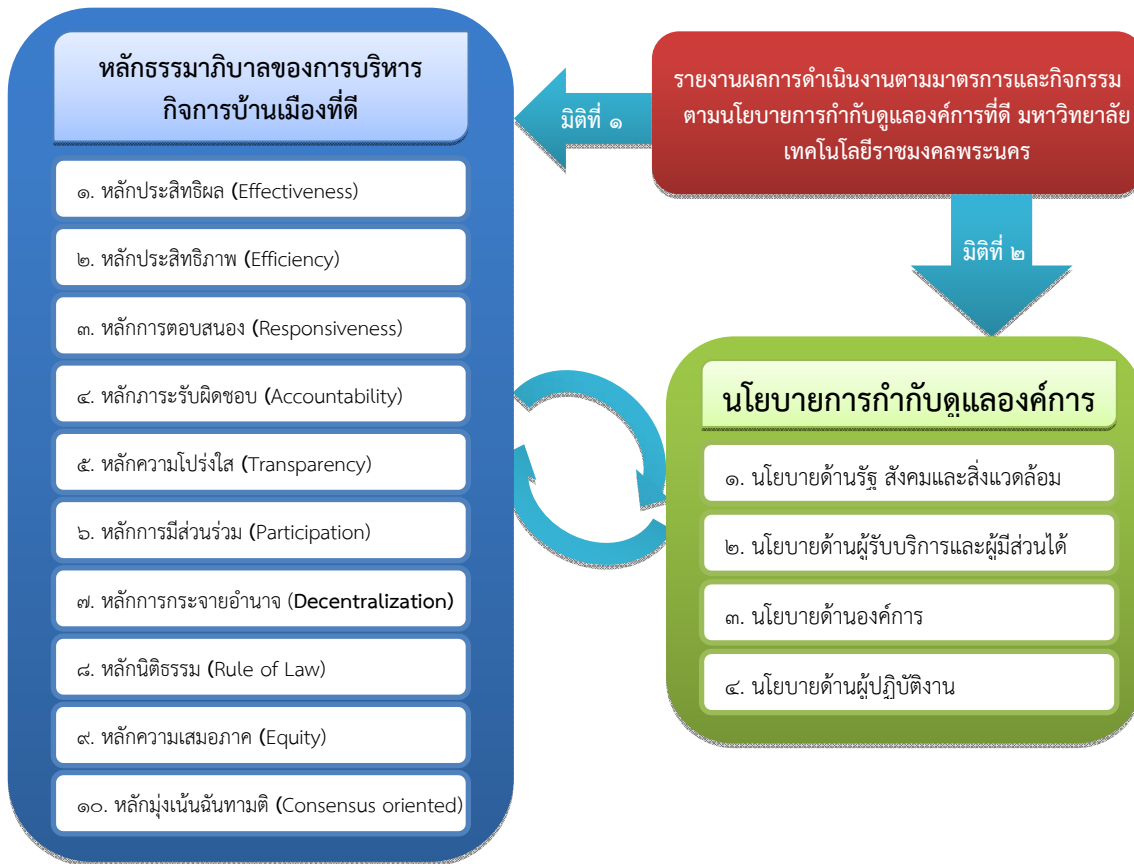 หลักธรรมาภิบาลของการบริหาร
กิจการบ้านเมืองที่ดี
๑. หลักประสิทธิผล (Effectiveness)
๒. หลักประสิทธิภาพ (Efficiency)
๓. หลักการตอบสนอง (Responsiveness)
๔. หลักภาระรับผิดชอบ (Accountability)
๕. หลักความโปร่งใส (Transparency)
๖. หลักการมีส่วนร่วม (Participation)
๗. หลักการกระจายอำนาจ (Decentralization)
๘. หลักนิติธรรม (Rule of Law)
๙. หลักความเสมอภาค (Equity)
๑๐. หลักมุ่งเน้นฉันทามติ (Consensus oriented)
มิติที่ ๑
รายงานผลการดำเนินงานตามมาตรการและกิจกรรม
ตามนโยบายการกำกับดูแลองค์การที่ดี มหาวิทยาลัย
เทคโนโลยีราชมงคลพระนคร
มิติที่ ๒
นโยบายการกำกับดูแลองค์การ
๑. นโยบายด้านรัฐ สังคมและสิ่งแวดล้อม
๒. นโยบายด้านผู้รับบริการและผู้มีส่วนได้
๓. นโยบายด้านองค์การ
๔. นโยบายด้านผู้ปฏิบัติงาน